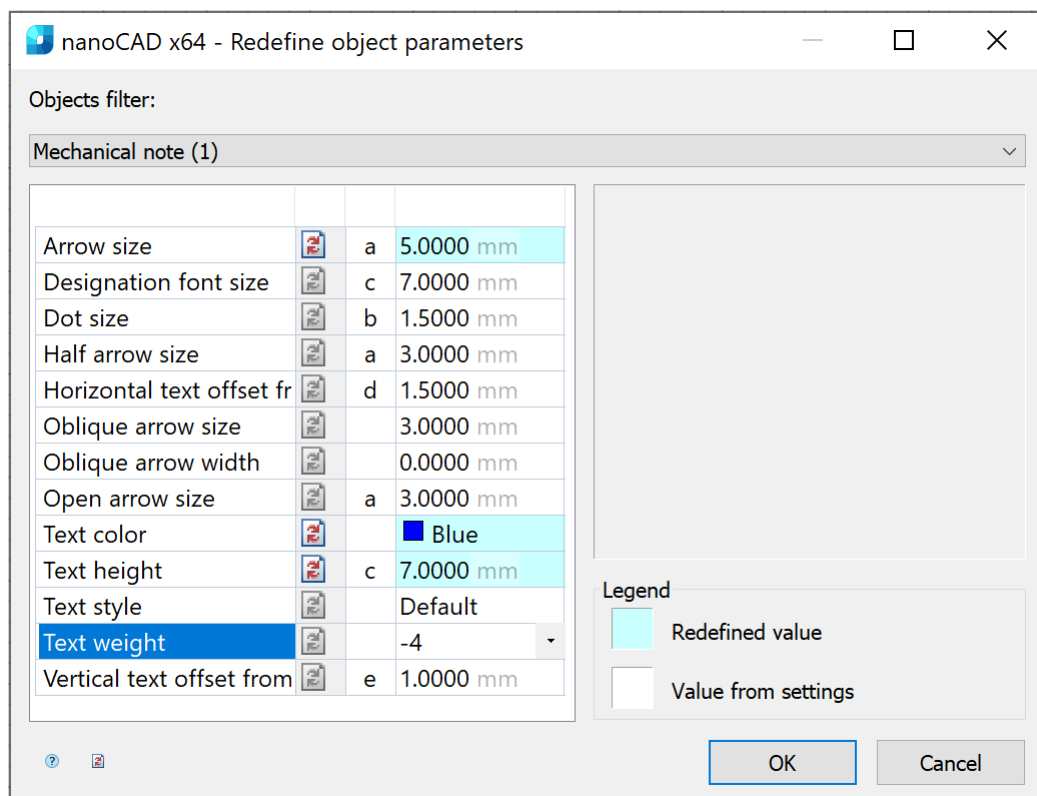 nanoCAD x64 - Redefine object parameters
Objects filter:
Mechanical note (1)
Arrow size a 5.0000 mm
Designation font size c 7.0000 mm
Dot size b 1.5000 mm
Half arrow size a 3.0000 mm
Horizontal text offset fr d 1.5000 mm
Oblique arrow size 3.0000 mm
Oblique arrow width 0.0000 mm
Open arrow size a 3.0000 mm
Text color Blue
Text height c 7.0000 mm
Text style Default
Text weight -4
Vertical text offset from e 1.0000 mm
Legend
Redefined value
Value from settings
?
OK Cancel